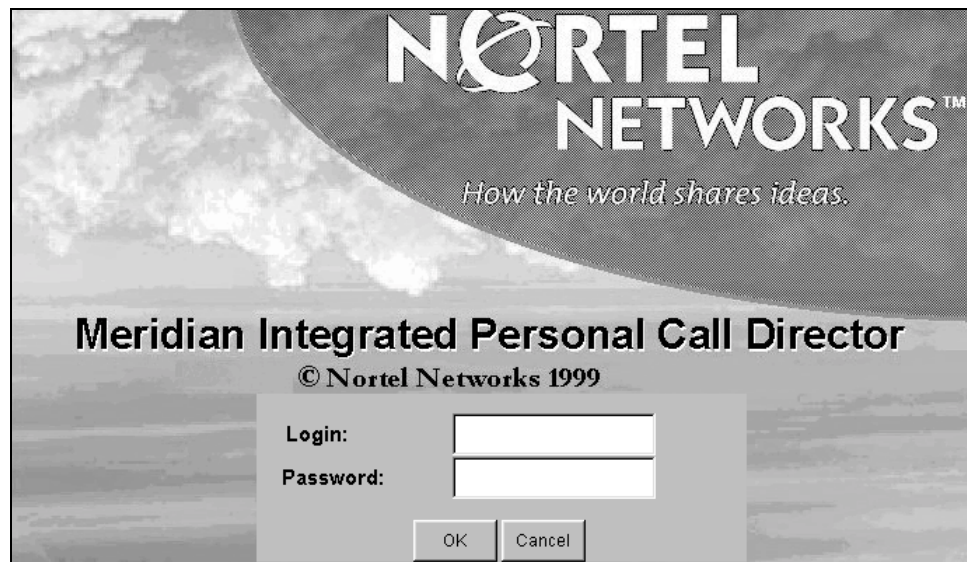 NORTEL
NETWORKS™
How the world shares ideas.
Meridian Integrated Personal Call Director
© Nortel Networks 1999
Login:
Password:
OK Cancel